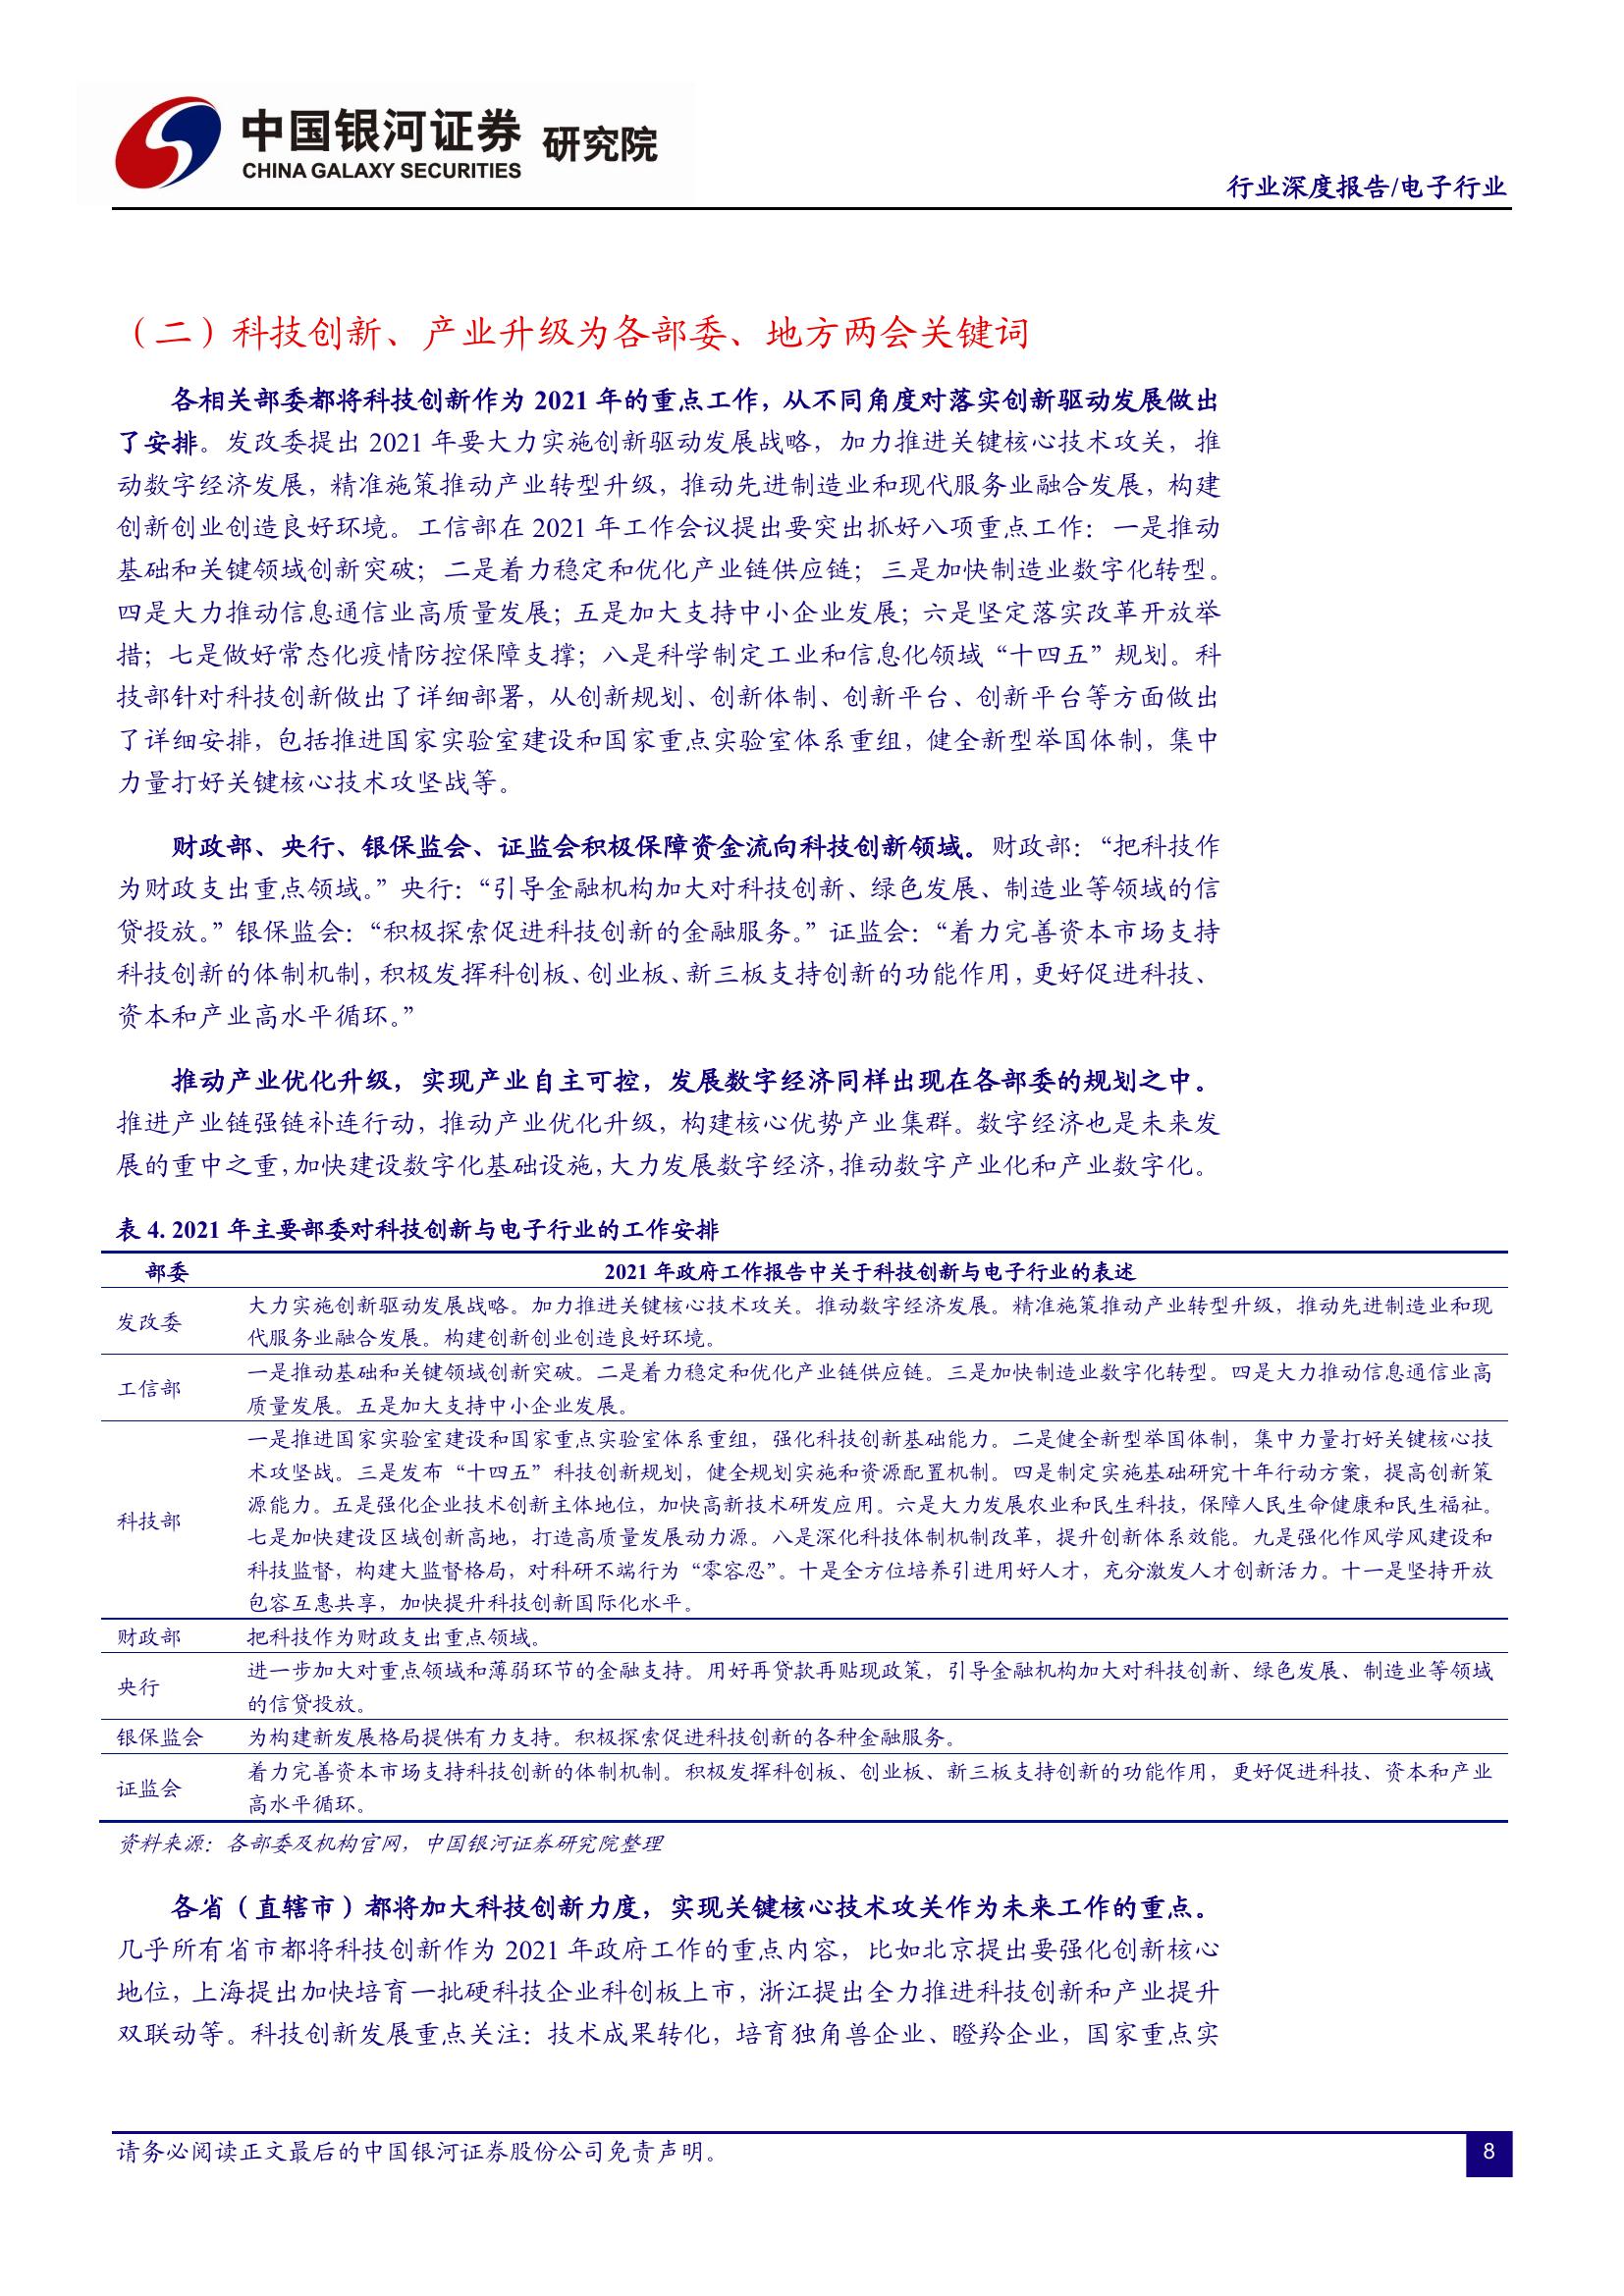 中国银河证券 研究院
CHINA GALAXY SECURITIES
行业深度报告/电子行业
（二）科技创新、产业升级为各部委、地方两会关键词
各相关部委都将科技创新作为 2021 年的重点工作，从不同角度对落实创新驱动发展做出
了安排。发改委提出 2021 年要大力实施创新驱动发展战略，加力推进关键核心技术攻关，推
动数字经济发展，精准施策推动产业转型升级，推动先进制造业和现代服务业融合发展，构建
创新创业创造良好环境。工信部在 2021 年工作会议提出要突出抓好八项重点工作：一是推动
基础和关键领域创新突破；二是着力稳定和优化产业链供应链；三是加快制造业数字化转型。
四是大力推动信息通信业高质量发展；五是加大支持中小企业发展；六是坚定落实改革开放举
措；七是做好常态化疫情防控保障支撑；八是科学制定工业和信息化领域“十四五”规划。科
技部针对科技创新做出了详细部署，从创新规划、创新体制、创新平台、创新平台等方面做出
了详细安排，包括推进国家实验室建设和国家重点实验室体系重组，健全新型举国体制，集中
力量打好关键核心技术攻坚战等。
财政部、央行、银保监会、证监会积极保障资金流向科技创新领域。财政部：“把科技作
为财政支出重点领域。”央行：“引导金融机构加大对科技创新、绿色发展、制造业等领域的信
贷投放。”银保监会：“积极探索促进科技创新的金融服务。”证监会：“着力完善资本市场支持
科技创新的体制机制，积极发挥科创板、创业板、新三板支持创新的功能作用，更好促进科技、
资本和产业高水平循环。”
推动产业优化升级，实现产业自主可控，发展数字经济同样出现在各部委的规划之中。
推进产业链强链补连行动，推动产业优化升级，构建核心优势产业集群。数字经济也是未来发
展的重中之重，加快建设数字化基础设施，大力发展数字经济，推动数字产业化和产业数字化。
表 4. 2021 年主要部委对科技创新与电子行业的工作安排
部委 2021 年政府工作报告中关于科技创新与电子行业的表述
发改委 大力实施创新驱动发展战略。加力推进关键核心技术攻关。推动数字经济发展。精准施策推动产业转型升级，推动先进制造业和现
代服务业融合发展。构建创新创业创造良好环境。
工信部 一是推动基础和关键领域创新突破。二是着力稳定和优化产业链供应链。三是加快制造业数字化转型。四是大力推动信息通信业高
质量发展。五是加大支持中小企业发展。
科技部 一是推进国家实验室建设和国家重点实验室体系重组，强化科技创新基础能力。二是健全新型举国体制，集中力量打好关键核心技
术攻坚战。三是发布“十四五”科技创新规划，健全规划实施和资源配置机制。四是制定实施基础研究十年行动方案，提高创新策
源能力。五是强化企业技术创新主体地位，加快高新技术研发应用。六是大力发展农业和民生科技，保障人民生命健康和民生福祉。
七是加快建设区域创新高地，打造高质量发展动力源。八是深化科技体制机制改革，提升创新体系效能。九是强化作风学风建设和
科技监督，构建大监督格局，对科研不端行为“零容忍”。十是全方位培养引进用好人才，充分激发人才创新活力。十一是坚持开放
包容互惠共享，加快提升科技创新国际化水平。
财政部 把科技作为财政支出重点领域。
央行 进一步加大对重点领域和薄弱环节的金融支持。用好再贷款再贴现政策，引导金融机构加大对科技创新、绿色发展、制造业等领域
的信贷投放。
银保监会 为构建新发展格局提供有力支持。积极探索促进科技创新的各种金融服务。
证监会 着力完善资本市场支持科技创新的体制机制。积极发挥科创板、创业板、新三板支持创新的功能作用，更好促进科技、资本和产业
高水平循环。
资料来源：各部委及机构官网，中国银河证券研究院整理
各省（直辖市）都将加大科技创新力度，实现关键核心技术攻关作为未来工作的重点。
几乎所有省市都将科技创新作为 2021 年政府工作的重点内容，比如北京提出要强化创新核心
地位，上海提出加快培育一批硬科技企业科创板上市，浙江提出全力推进科技创新和产业提升
双联动等。科技创新发展重点关注：技术成果转化，培育独角兽企业、瞪羚企业，国家重点实
请务必阅读正文最后的中国银河证券股份公司免责声明。
8